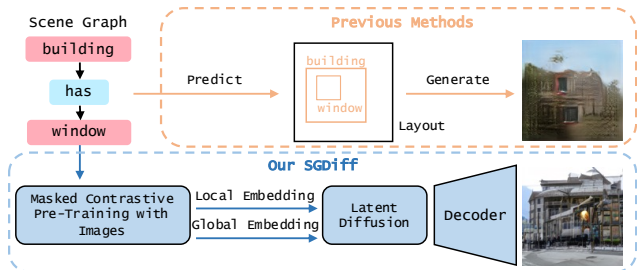 Scene Graph
building
has
window
Previous Methods
Predict
building
window
Layout
Generate
Our SGDiff
Masked Contrastive
Pre-Training with
Images
Local Embedding
Global Embedding
Latent
Diffusion
Decoder